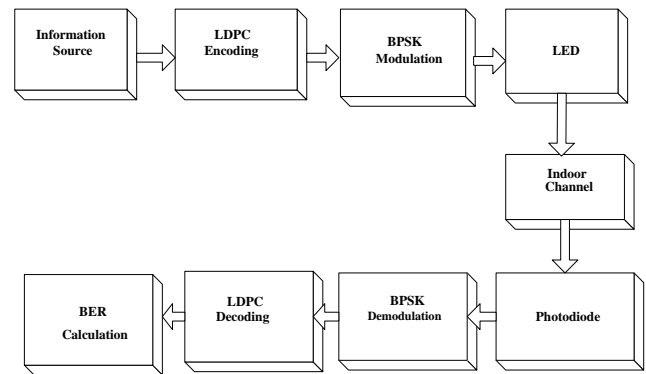 Information
Source
LDPC
Encoding
BPSK
Modulation
LED
Indoor
Channel
Photodiode
BPSK
Demodulation
LDPC
Decoding
BER
Calculation